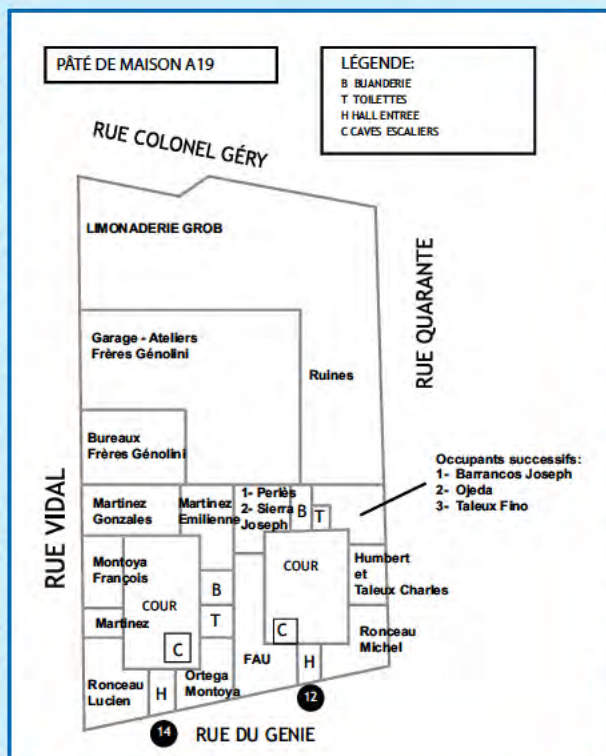 PÂTÉ DE MAISON A19
LÉGENDE:
B BUANDERIE
T TOILETTES
H HALL ENTREE
C CAVES ESCALIERS
RUE COLONEL GÉRY
LIMONADERIE GROB
RUE QUARANTE
Garage - Ateliers
Frères Génolini
Ruines
Bureaux
Frères Génolini
RUE VIDAL
Occupants successifs:
1- Barrancos Joseph
2- Ojeda
3- Taleux Fino
Martinez
Gonzales
Martinez
Emilienne
1- Perlès
2- Sierra
Joseph
B
T
Montoya
François
COUR
B
T
Martinez
C
COUR
C
Humbert
et
Taleux Charles
Ronceau
Michel
FAU
H
Ronceau
Lucien
H
Ortega
Montoya
12
14
RUE DU GENIE